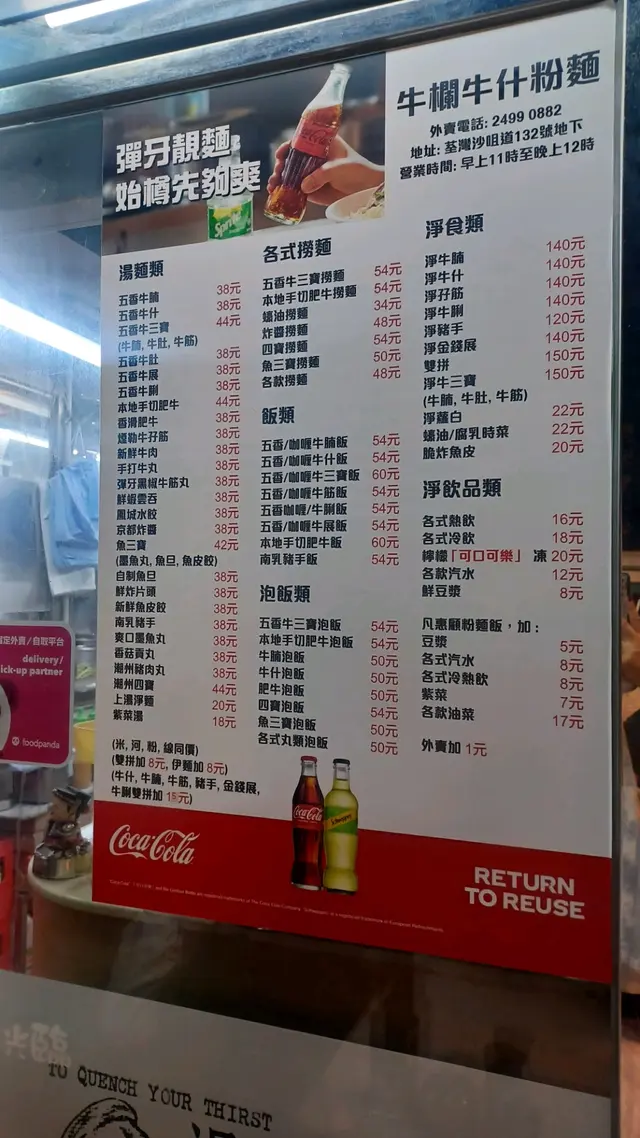 彈牙靚麵
始樽先夠爽
Sprite
牛欄牛什粉麵
外賣電話: 2499 0882
地址: 荃灣沙咀道132號地下
營業時間: 早上11時至晚上12時
湯麵類
五香牛腩 38元
五香牛什 38元
五香牛三寶 44元
(牛腩, 牛肚, 牛筋)
五香牛肚 38元
五香牛展 38元
五香牛脷 38元
本地手切肥牛 44元
香滑肥牛 38元
煙勒牛孖筋 38元
新鮮牛肉 38元
手打牛丸 38元
彈牙黑椒牛筋丸 38元
鮮蝦雲吞 38元
鳳城水餃 38元
京都炸醬 38元
魚三寶 42元
(墨魚丸, 魚旦, 魚皮餃)
自制魚旦 38元
鮮炸片頭 38元
新鮮魚皮餃 38元
南乳豬手 38元
爽口墨魚丸 38元
香菇貢丸 38元
潮州豬肉丸 38元
潮州四寶 44元
上湯淨麵 20元
紫菜湯 18元
(米, 河, 粉, 線同價)
(雙拼加 8元, 伊麵加 8元)
(牛什, 牛腩, 牛筋, 豬手, 金錢展,
牛脷雙拼加 15元)
各式撈麵
五香牛三寶撈麵 54元
本地手切肥牛撈麵 54元
蠔油撈麵 34元
炸醬撈麵 48元
四寶撈麵 54元
魚三寶撈麵 50元
各款撈麵 48元
飯類
五香/咖喱牛腩飯 54元
五香/咖喱牛什飯 54元
五香/咖喱牛三寶飯 60元
五香/咖喱牛筋飯 54元
五香咖喱/牛脷飯 54元
五香/咖喱牛展飯 54元
本地手切肥牛飯 60元
南乳豬手飯 54元
泡飯類
五香牛三寶泡飯 54元
本地手切肥牛泡飯 54元
牛腩泡飯 50元
牛什泡飯 50元
肥牛泡飯 50元
四寶泡飯 54元
魚三寶泡飯 50元
各式丸類泡飯 50元
淨食類
淨牛腩 140元
淨牛什 140元
淨孖筋 140元
淨牛脷 140元
淨豬手 120元
淨金錢展 140元
雙拼 150元
淨牛三寶 150元
(牛腩, 牛肚, 牛筋)
淨蘿白 22元
蠔油/腐乳時菜 22元
脆炸魚皮 20元
淨飲品類
各式熱飲 16元
各式冷飲 18元
檸檬「可口可樂」 凍 20元
各款汽水 12元
鮮豆漿 8元
凡惠顧粉麵飯，加：
豆漿 5元
各式汽水 8元
各式冷熱飲 8元
紫菜 7元
各款油菜 17元
外賣加 1元
Coca-Cola
Coca-Cola
Schweppes
RETURN
TO REUSE
定外賣/自取平台
delivery/
ick-up partner
foodpanda
TO QUENCH YOUR THIRST